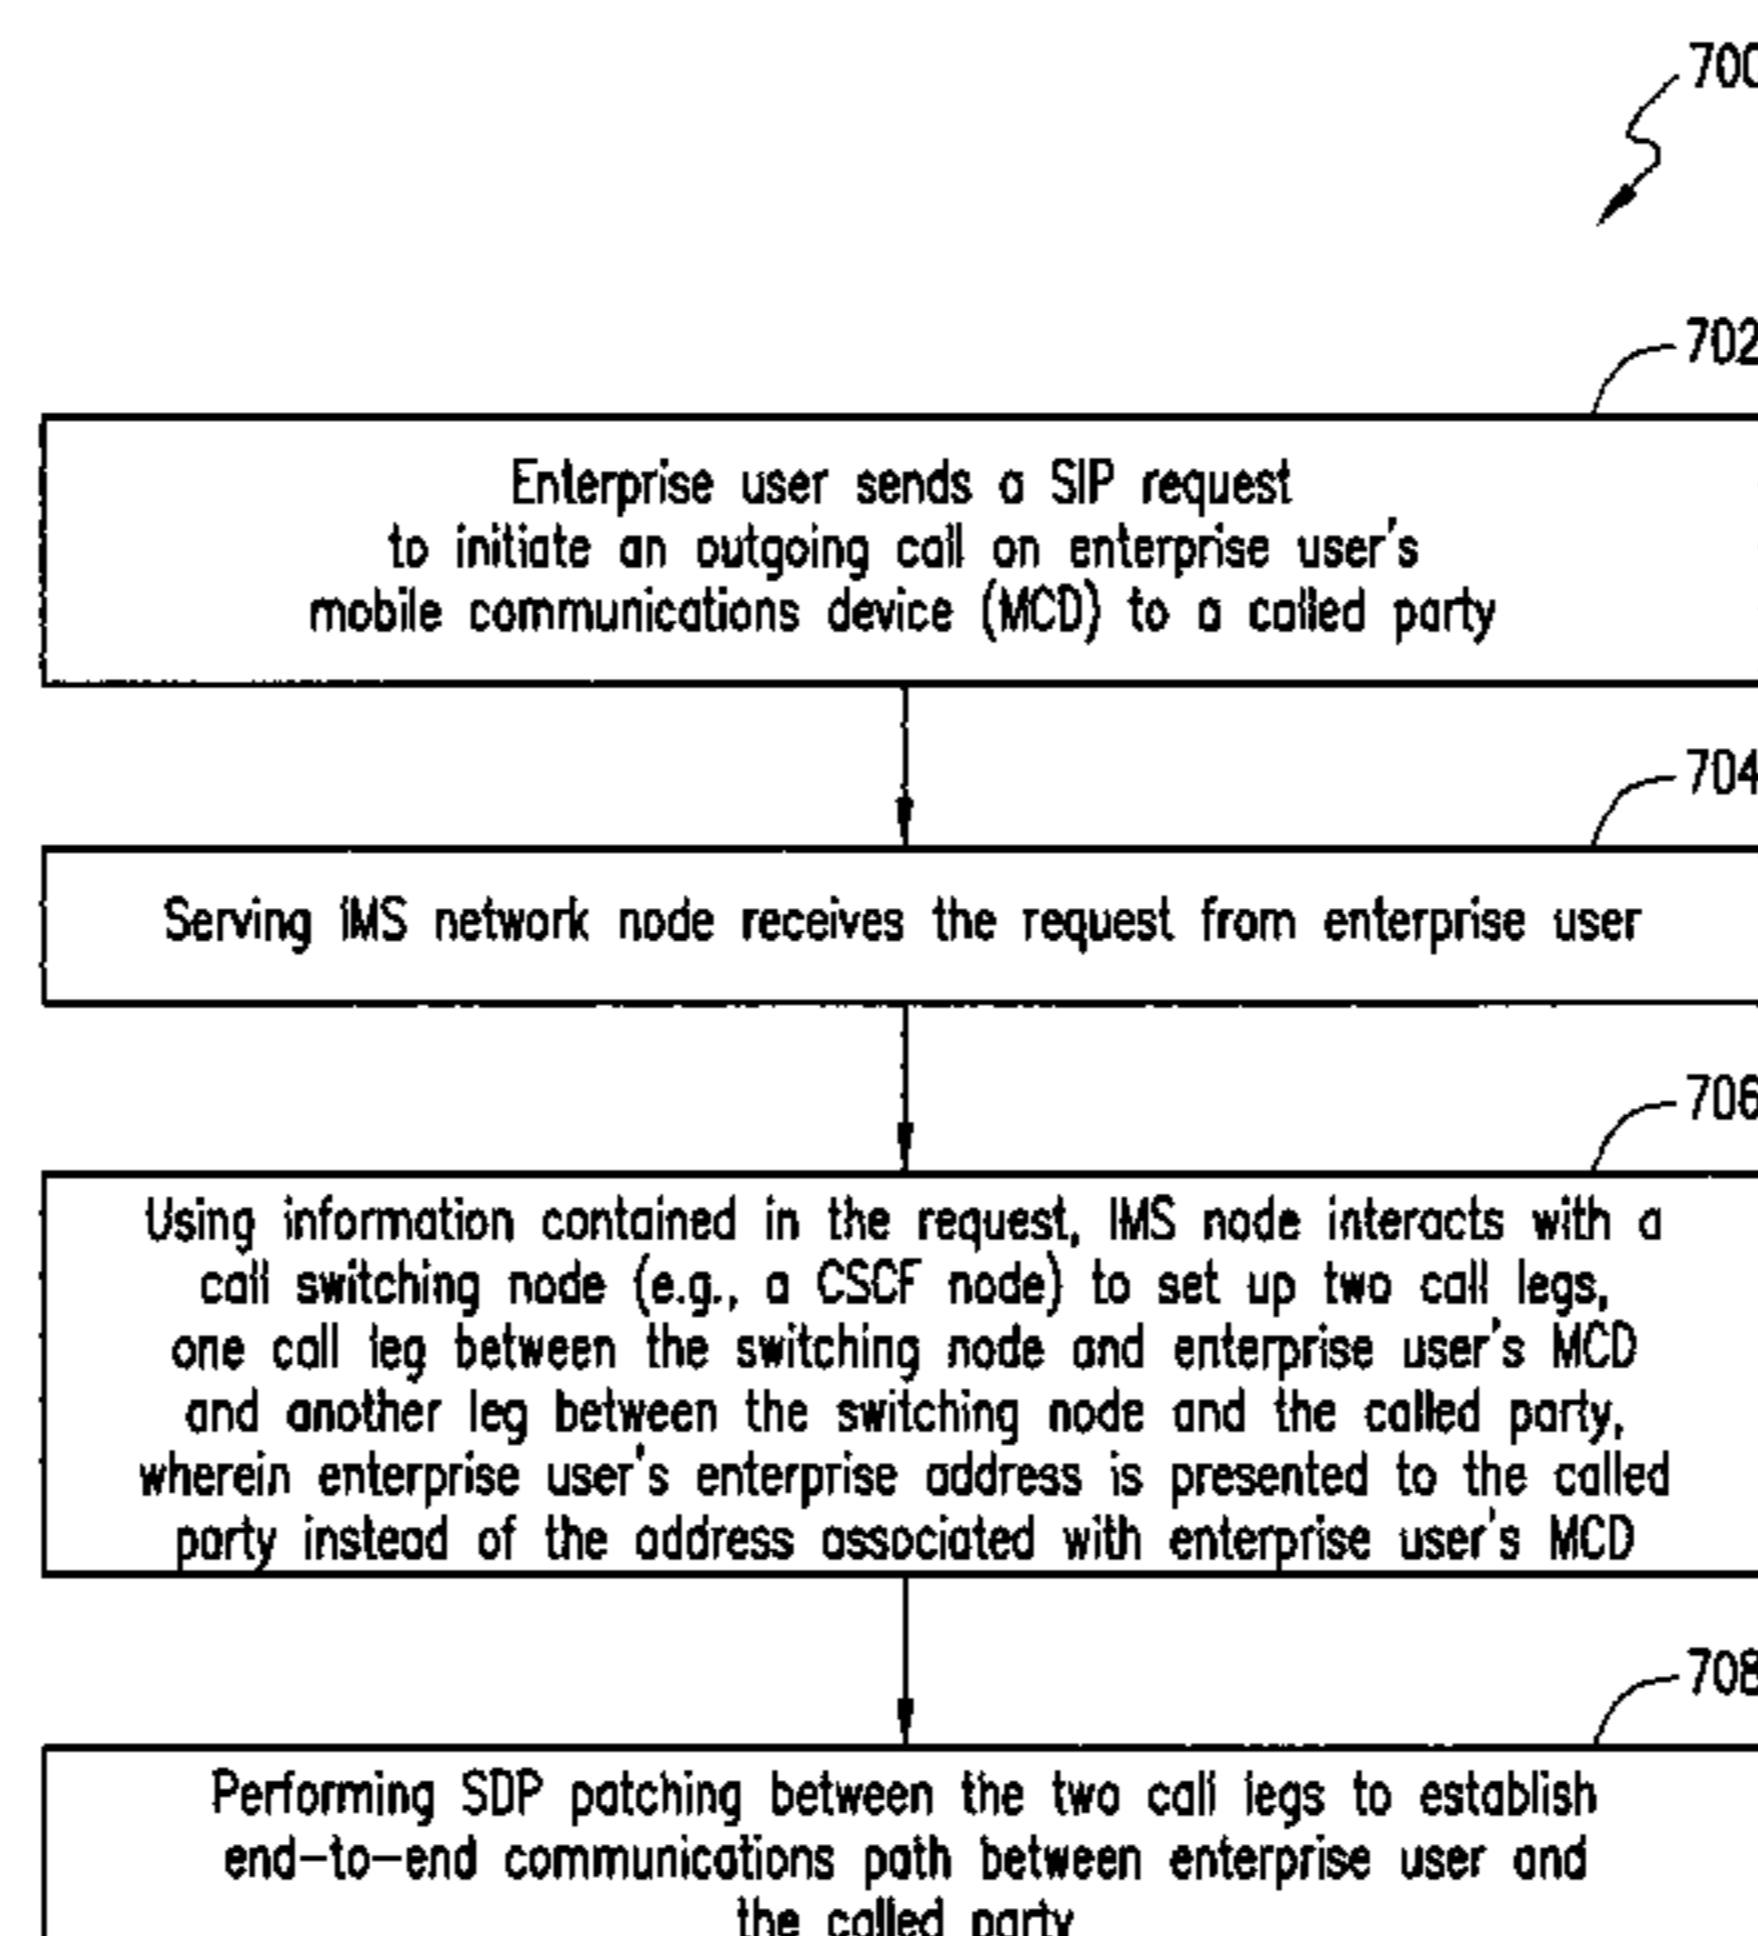 700
702
Enterprise user sends a SIP request
to initiate an outgoing call on enterprise user's
mobile communications device (MCD) to a called party
704
Serving IMS network node receives the request from enterprise user
706
Using information contained in the request, IMS node interacts with a
call switching node (e.g., a CSCF node) to set up two call legs,
one call leg between the switching node and enterprise user's MCD
and another leg between the switching node and the called party,
wherein enterprise user's enterprise address is presented to the called
party instead of the address associated with enterprise user's MCD
708
Performing SDP patching between the two call legs to establish
end-to-end communications path between enterprise user and
the called party